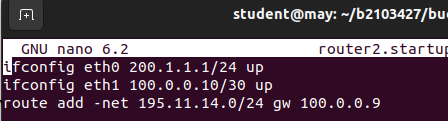 student@may: ~/b2103427/bu
GNU nano 6.2 router2.startup
ifconfig eth0 200.1.1.1/24 up
ifconfig eth1 100.0.0.10/30 up
route add -net 195.11.14.0/24 gw 100.0.0.9